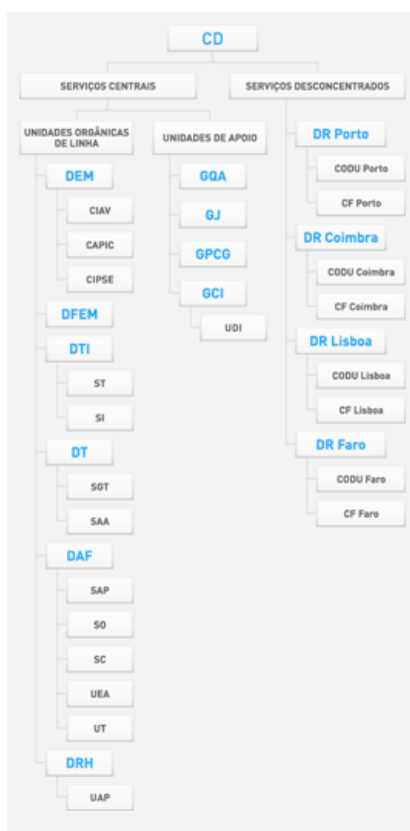 CD
SERVIÇOS CENTRAIS
SERVIÇOS DESCONCENTRADOS
UNIDADES ORGÂNICAS
DE LINHA
UNIDADES DE APOIO
DEM
CIAV
CAPIC
CIPSE
DFEM
DTI
ST
SI
DT
SGT
SAA
DAF
SAP
SO
SC
UEA
UT
DRH
UAP
GQA
GJ
GPCG
GCI
UDI
DR Porto
CODU Porto
CF Porto
DR Coimbra
CODU Coimbra
CF Coimbra
DR Lisboa
CODU Lisboa
CF Lisboa
DR Faro
CODU Faro
CF Faro